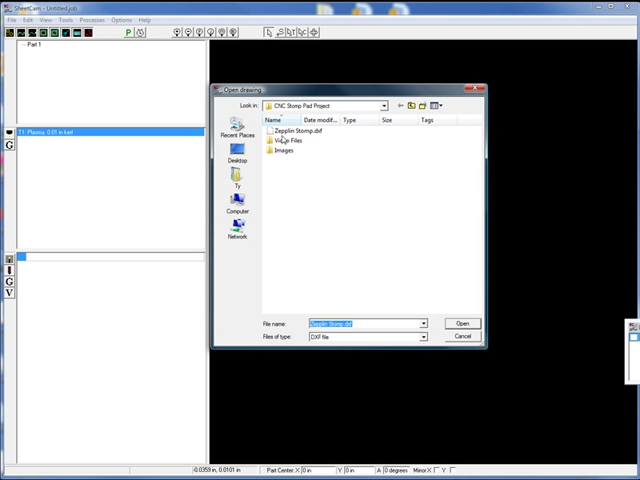 SheetCam - Untitled.job
File View Tools Processes Options Help
P
Part 1
T1: Plasma, 0.01 in kerf
G
G
V
Open drawing
Look in: CNC Stomp Pad Project
Name Date modif... Type Size Tags
Zepplin Stomp.dxf
Video Files
Images
Recent Places
Desktop
Ty
Computer
Network
File name: Zepplin Stomp.dxf Open
Files of type: DXF file Cancel
-0.0359 in, 0.0101 in Part Center: X 0 in Y 0 in A 0 degrees Mirror X Y